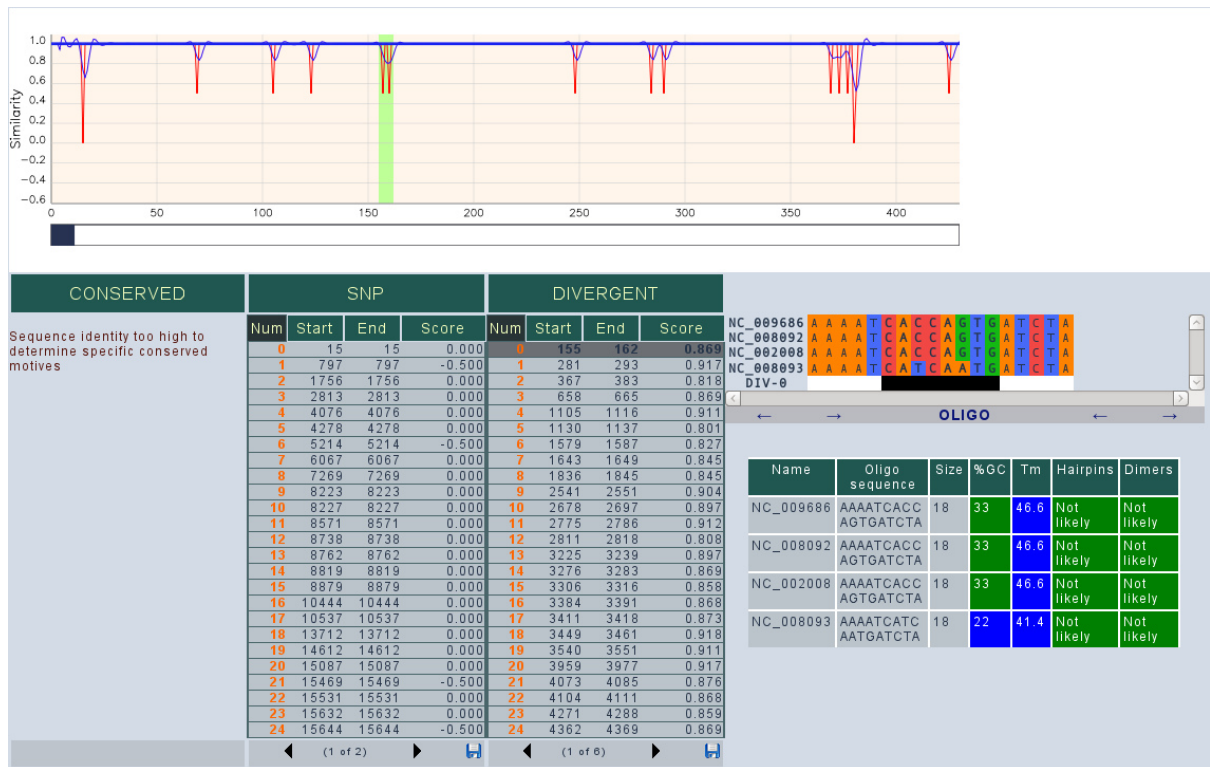 1.0
0.8
0.6
0.4
0.2
0.0
−0.2
−0.4
−0.6
Similarity
0 50 100 150 200 250 300 350 400
CONSERVED
Sequence identity too high to
determine specific conserved
motives
SNP
Num Start End Score
0 15 15 0.000
1 797 797 -0.500
2 1756 1756 0.000
3 2813 2813 0.000
4 4076 4076 0.000
5 4278 4278 0.000
6 5214 5214 -0.500
7 6067 6067 0.000
8 7269 7269 0.000
9 8223 8223 0.000
10 8227 8227 0.000
11 8571 8571 0.000
12 8738 8738 0.000
13 8762 8762 0.000
14 8819 8819 0.000
15 8879 8879 0.000
16 10444 10444 0.000
17 10537 10537 0.000
18 13712 13712 0.000
19 14612 14612 0.000
20 15087 15087 0.000
21 15469 15469 -0.500
22 15531 15531 0.000
23 15632 15632 0.000
24 15644 15644 -0.500
(1 of 2)
DIVERGENT
Num Start End Score
0 155 162 0.869
1 281 293 0.917
2 367 383 0.818
3 658 665 0.869
4 1105 1116 0.911
5 1130 1137 0.801
6 1579 1587 0.827
7 1643 1649 0.845
8 1836 1845 0.845
9 2541 2551 0.904
10 2678 2697 0.897
11 2775 2786 0.912
12 2811 2818 0.808
13 3225 3239 0.897
14 3276 3283 0.869
15 3306 3316 0.858
16 3384 3391 0.868
17 3411 3418 0.873
18 3449 3461 0.918
19 3540 3551 0.911
20 3959 3977 0.917
21 4073 4085 0.876
22 4104 4111 0.868
23 4271 4288 0.859
24 4362 4369 0.869
(1 of 6)
NC_009686 A A A A T C A C C A G T G A T C T A
NC_008092 A A A A T C A C C A G T G A T C T A
NC_002008 A A A A T C A C C A G T G A T C T A
NC_008093 A A A A T C A T C A A T G A T C T A
DIV-0
← → OLIGO ← →
Name Oligo Size %GC Tm Hairpins Dimers
sequence
NC_009686 AAAATCACC 18 33 46.6 Not Not
AGTGATCTA likely likely
NC_008092 AAAATCACC 18 33 46.6 Not Not
AGTGATCTA likely likely
NC_002008 AAAATCACC 18 33 46.6 Not Not
AGTGATCTA likely likely
NC_008093 AAAATCATC 18 22 41.4 Not Not
AATGATCTA likely likely